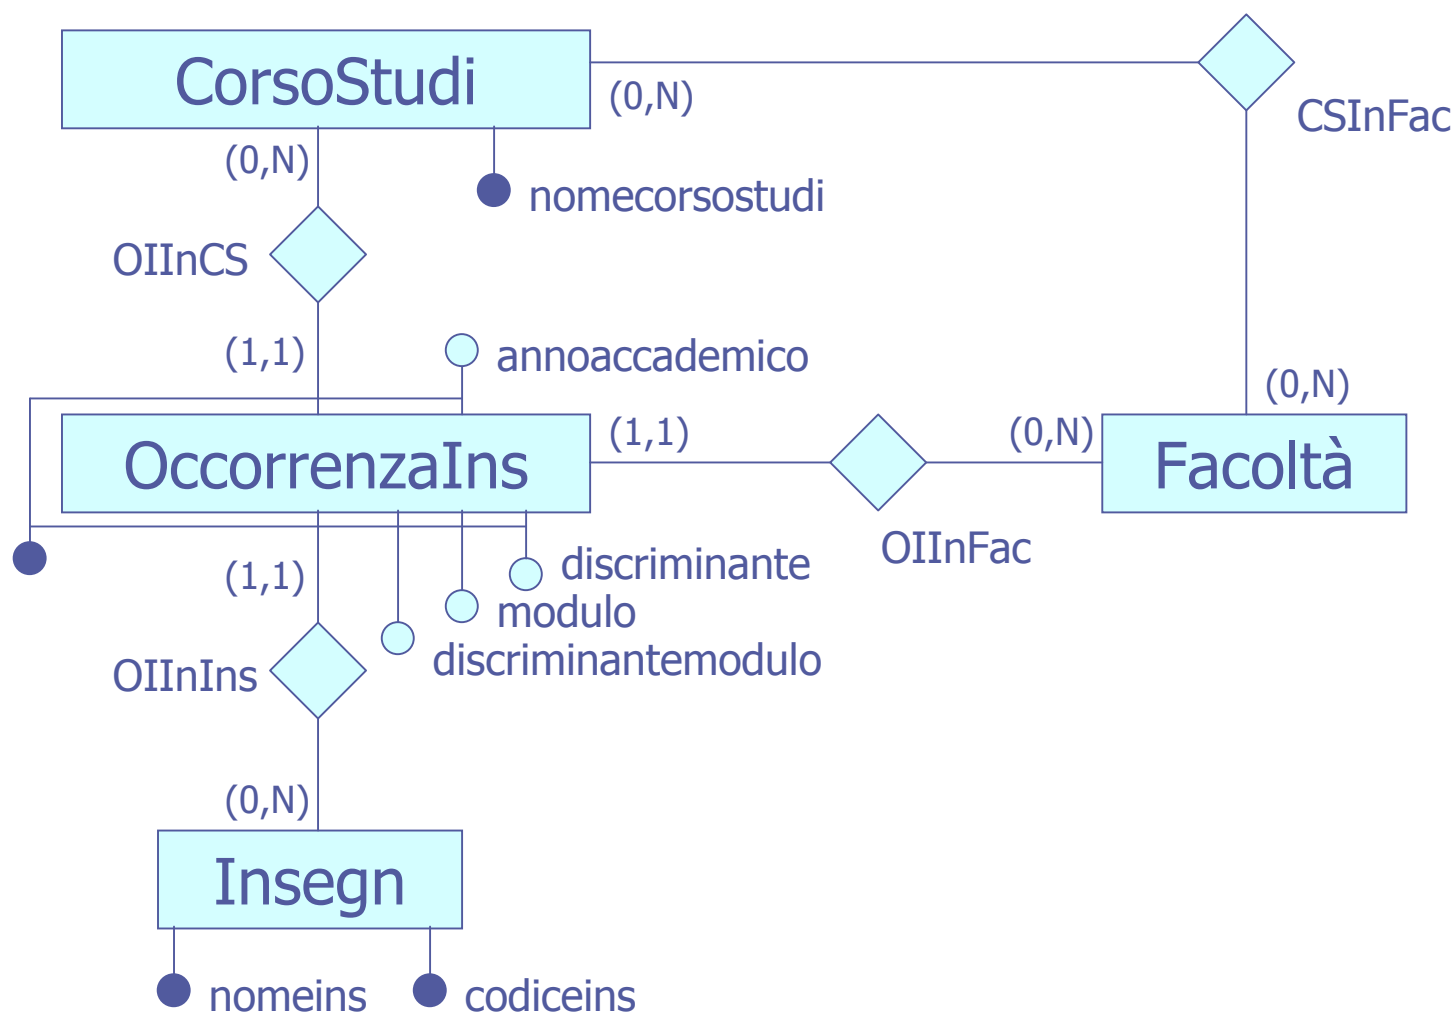 CorsoStudi
(0,N)
CSInFac
(0,N)
nomecorsostudi
OIInCS
(1,1)
annoaccademico
(0,N)
OccorrenzaIns
(1,1)
(0,N)
Facoltà
OIInFac
(1,1)
discriminante
modulo
discriminantemodulo
OIInIns
(0,N)
Insegn
nomeins
codiceins